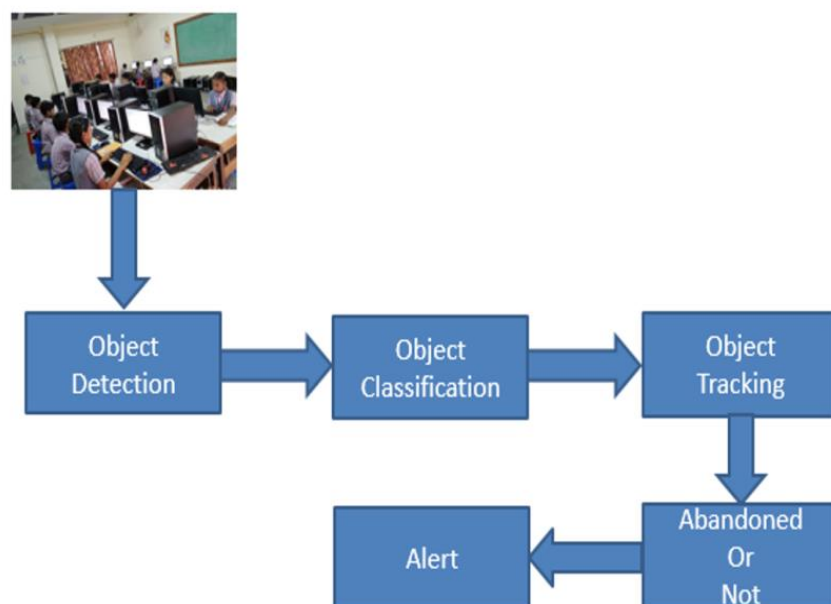 Object
Detection
Object
Classification
Object
Tracking
Abandoned
Or
Not
Alert